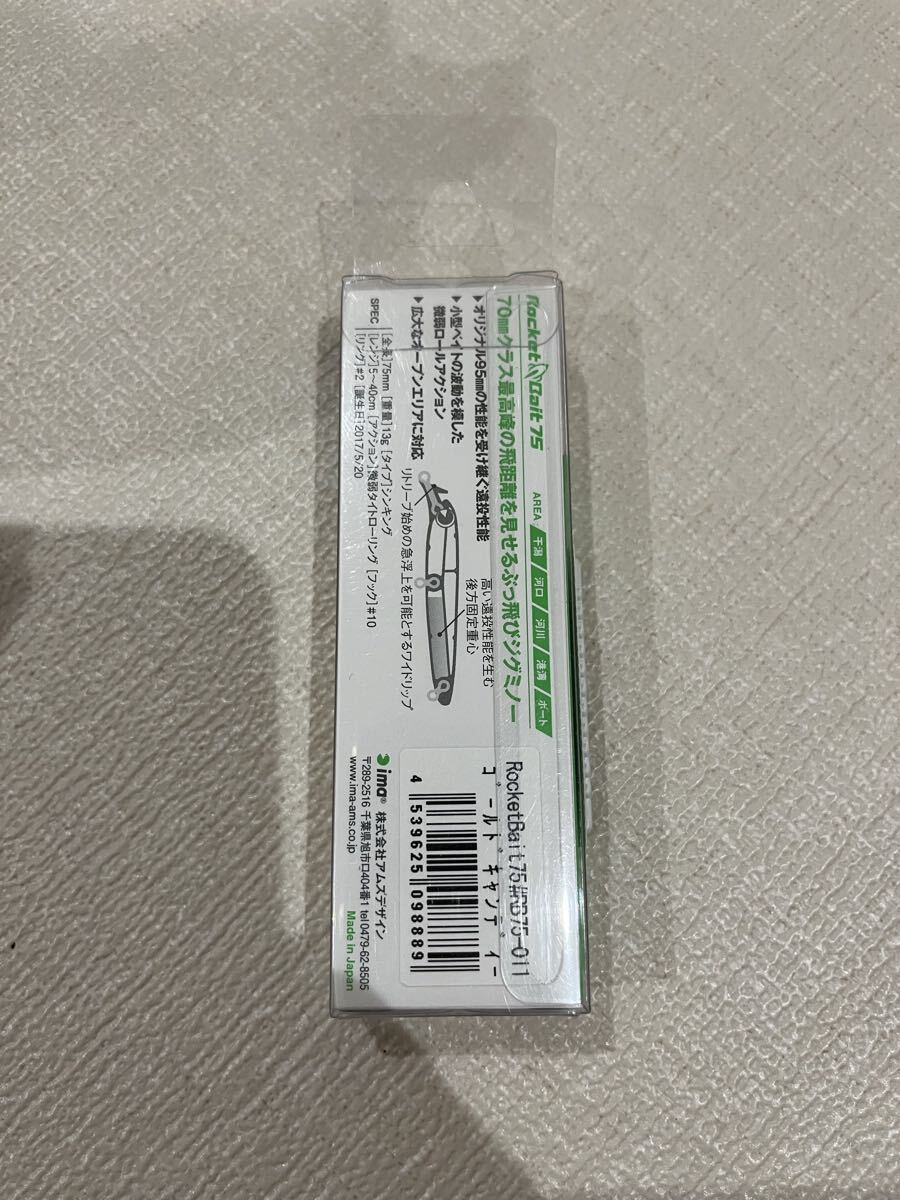 Rocket Bait 75
AREA 干潟 / 河口 / 河川 / 港湾 / ボート
70mmクラス最高峰の飛距離を見せるぶっ飛びジグミノー
▶オリジナル95mmの性能を受け継ぐ遠投性能
▶小型ベイトの波動を模した
微弱ロールアクション
▶広大なオープンエリアに対応
高い遠投性能を生む
後方固定重心
リトリーブ始めの急浮上を可能とするワイドリップ
SPEC [全長]75mm [重量]13g [タイプ]シンキング
[レンジ]5〜40cm [アクション]微弱タイトローリング [フック]#10
[リング]#2 [誕生日]2017/5/20
RocketBait75#RB75-011
ゴールドキャンディー
4 539625 098889
ima® 株式会社アムズデザイン
〒289-2516 千葉県旭市ロ404番1 tel0479-62-8505
www.ima-ams.co.jp
Made in Japan